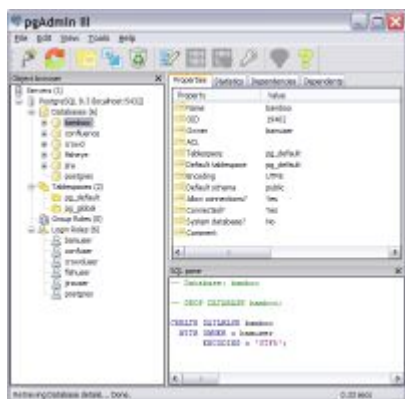 pgAdmin III
File Edit View Tools Help
Object browser
Servers (1)
PostgreSQL 8.3 (localhost:5432)
Databases (6)
bamboo
confluence
crowd
fisheye
jira
postgres
Tablespaces (2)
pg_default
pg_global
Group Roles (0)
Login Roles (6)
bamuser
confuser
crowduser
fishuser
jirauser
postgres
Properties Statistics Dependencies Dependents
Property Value
Name bamboo
OID
Owner bamuser
ACL
Tablespace pg_default
Default tablespace pg_default
Encoding UTF8
Default schema public
Allow connections? Yes
Connected? Yes
System database? No
Comment
SQL pane
-- Database: bamboo
-- DROP DATABASE bamboo;
CREATE DATABASE bamboo
WITH OWNER = bamuser
ENCODING = 'UTF8';
Retrieving Database details... Done.